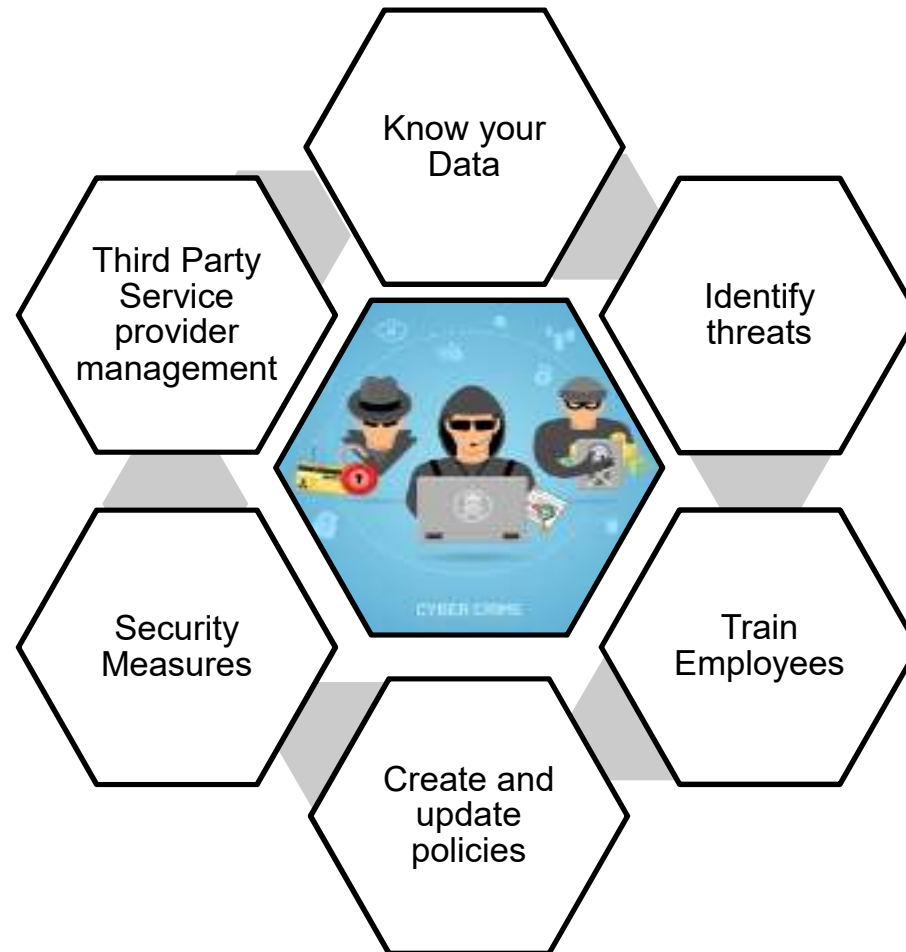 Know your
Data
Identify
threats
Train
Employees
Create and
update
policies
Security
Measures
Third Party
Service
provider
management
CYBER CRIME